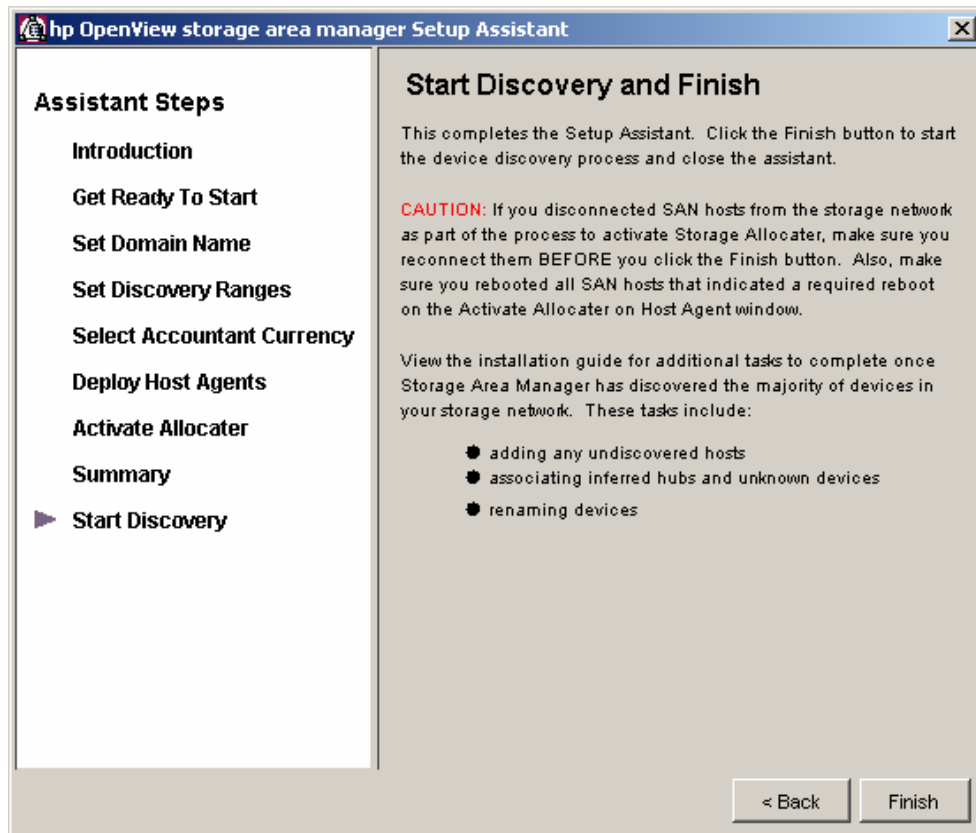 hp OpenView storage area manager Setup Assistant
Assistant Steps
Introduction
Get Ready To Start
Set Domain Name
Set Discovery Ranges
Select Accountant Currency
Deploy Host Agents
Activate Allocater
Summary
Start Discovery
Start Discovery and Finish
This completes the Setup Assistant. Click the Finish button to start
the device discovery process and close the assistant.
CAUTION: If you disconnected SAN hosts from the storage network
as part of the process to activate Storage Allocater, make sure you
reconnect them BEFORE you click the Finish button. Also, make
sure you rebooted all SAN hosts that indicated a required reboot
on the Activate Allocater on Host Agent window.
View the installation guide for additional tasks to complete once
Storage Area Manager has discovered the majority of devices in
your storage network. These tasks include:
adding any undiscovered hosts
associating inferred hubs and unknown devices
renaming devices
< Back
Finish